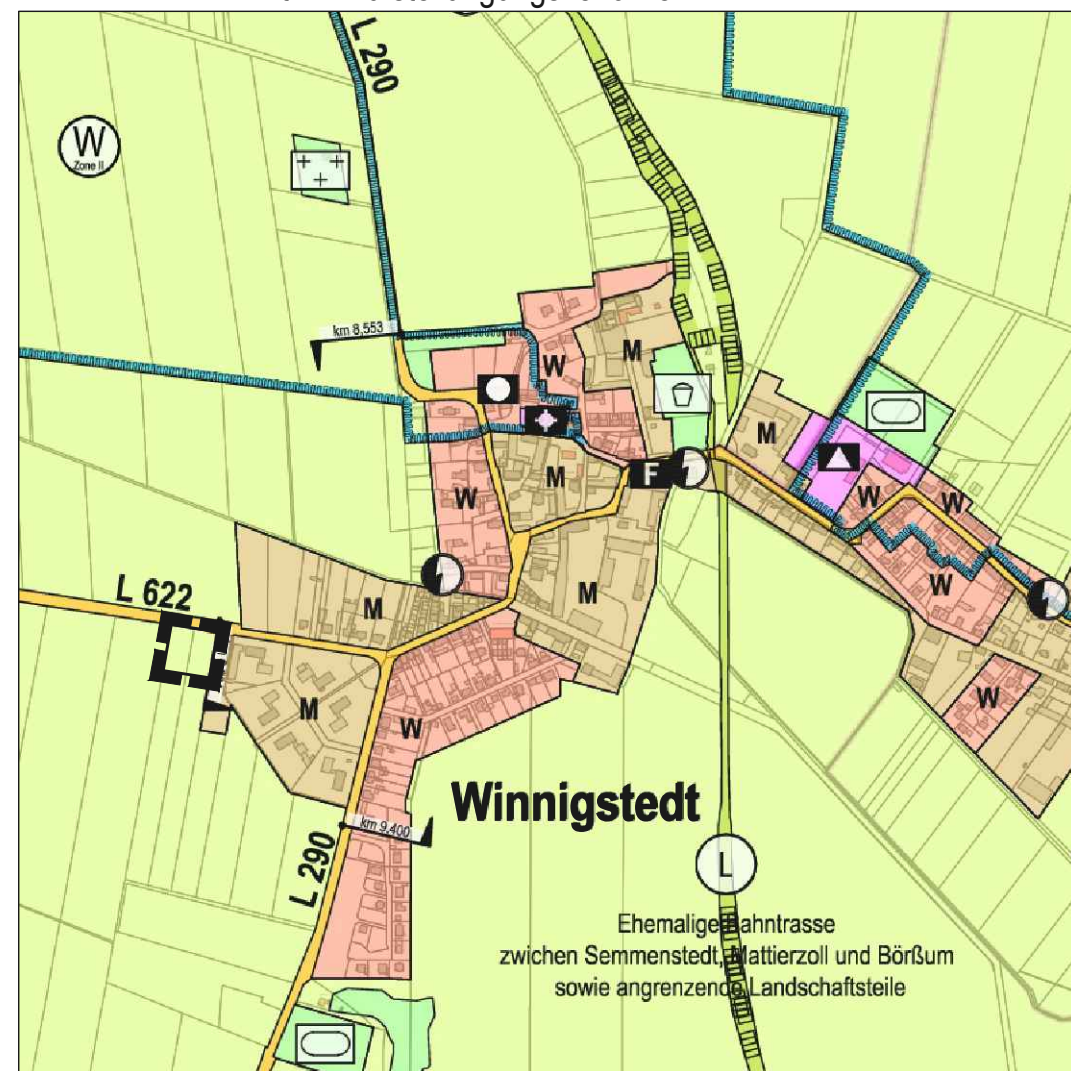 L 290
W
Zone II
km 8,553
M
W
M
W
M
F
W
W
M
W
M
L 622
M
W
M
W
Winnigstedt
km 9,400
L 290
L
Ehemalige Bahntrasse
zwichen Semmenstedt, Mattierzoll und Börßum
sowie angrenzende Landschaftsteile